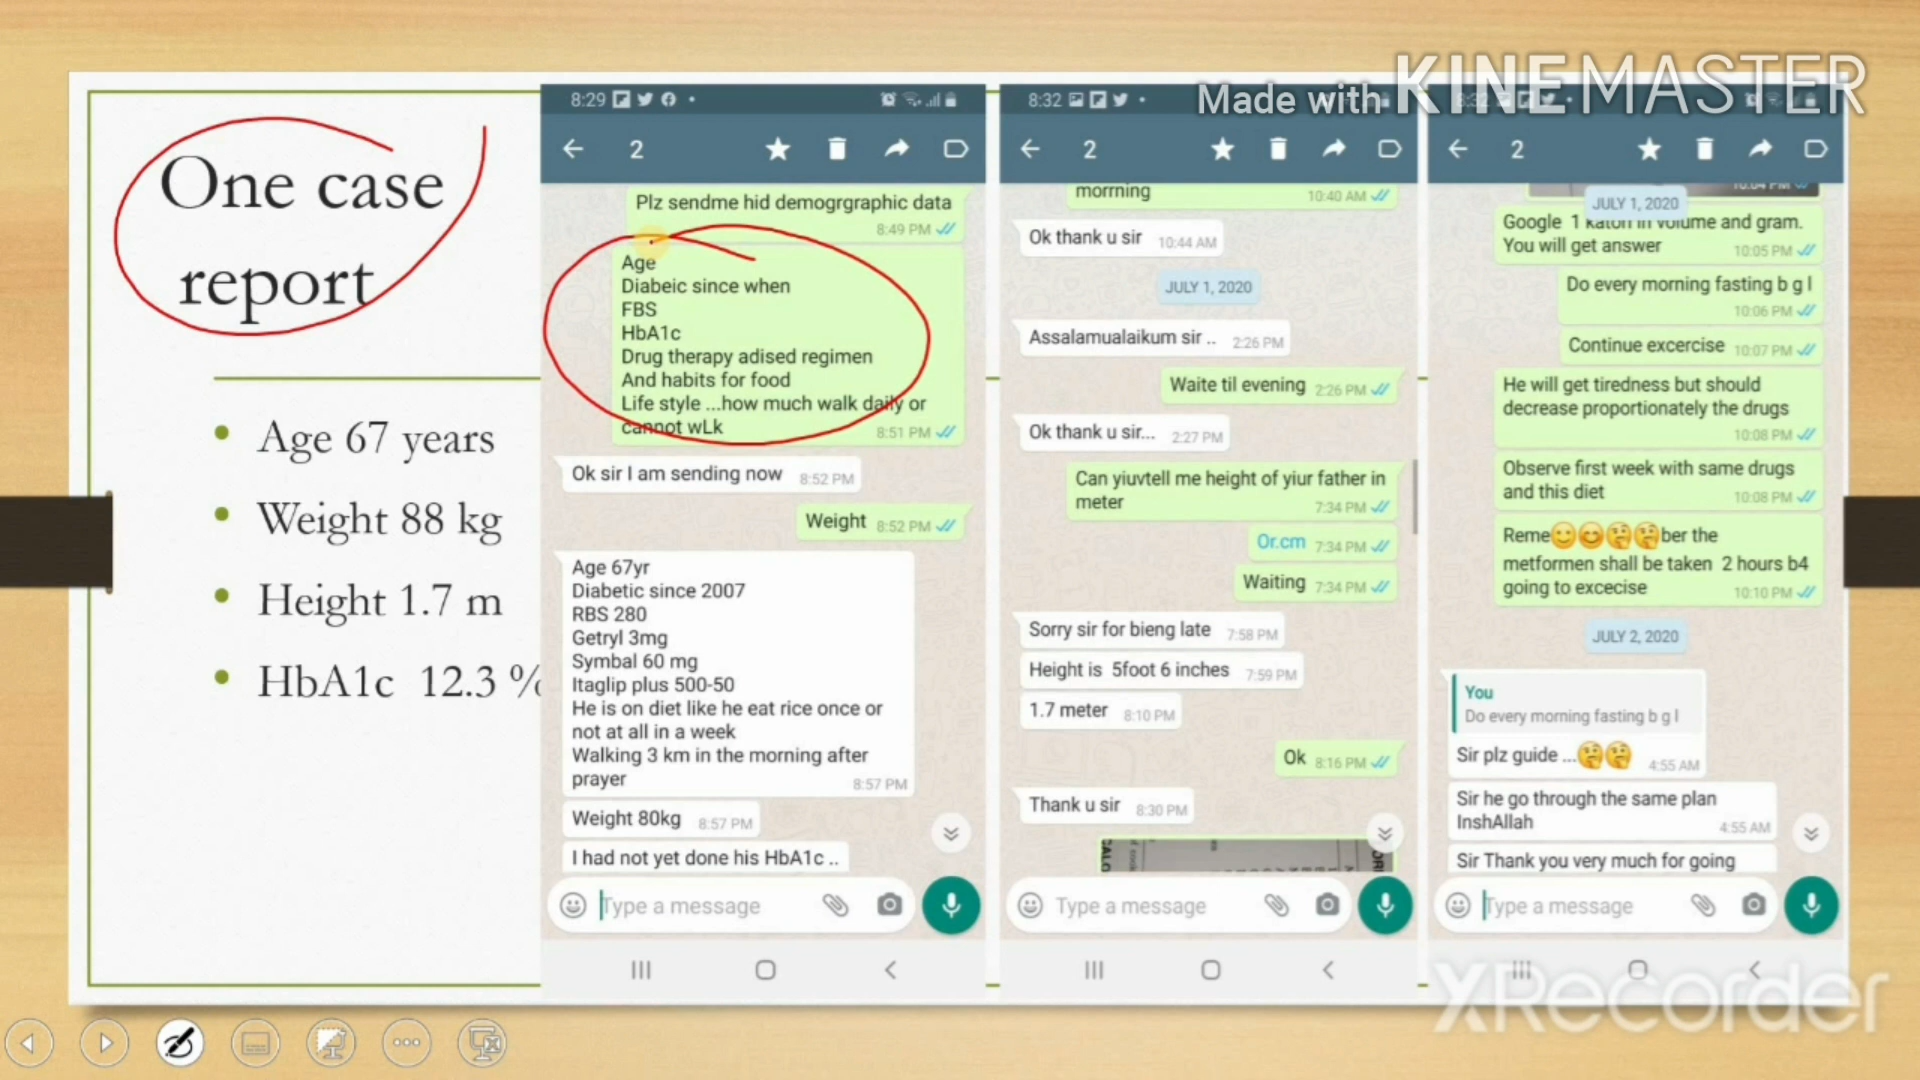 One case
report
Age 67 years
Weight 88 kg
Height 1.7 m
HbA1c 12.3 %
8:29
2
Plz sendme hid demogrgraphic data
8:49 PM
Age
Diabeic since when
FBS
HbA1c
Drug therapy adised regimen
And habits for food
Life style ...how much walk daily or
cannot wLk
8:51 PM
Ok sir I am sending now 8:52 PM
Weight 8:52 PM
Age 67yr
Diabetic since 2007
RBS 280
Getryl 3mg
Symbal 60 mg
Itaglip plus 500-50
He is on diet like he eat rice once or
not at all in a week
Walking 3 km in the morning after
prayer
8:57 PM
Weight 80kg 8:57 PM
I had not yet done his HbA1c ..
Type a message
8:32
2
morrning
10:40 AM
Ok thank u sir 10:44 AM
JULY 1, 2020
Assalamualaikum sir .. 2:26 PM
Waite til evening 2:26 PM
Ok thank u sir... 2:27 PM
Can yiuvtell me height of yiur father in
meter
7:34 PM
Or.cm 7:34 PM
Waiting 7:34 PM
Sorry sir for bieng late 7:58 PM
Height is 5foot 6 inches 7:59 PM
1.7 meter 8:10 PM
Ok 8:16 PM
Thank u sir 8:30 PM
Type a message
Made with KINEMASTER
8:32
2
10:04 PM
JULY 1, 2020
Google 1 katori in volume and gram.
You will get answer
10:05 PM
Do every morning fasting b g l
10:06 PM
Continue excercise 10:07 PM
He will get tiredness but should
decrease proportionately the drugs
10:08 PM
Observe first week with same drugs
and this diet
10:08 PM
Reme😊😊🤔🤔ber the
metformen shall be taken 2 hours b4
going to excecise
10:10 PM
JULY 2, 2020
You
Do every morning fasting b g l
Sir plz guide ...🤔🤔 4:55 AM
Sir he go through the same plan
InshAllah
4:55 AM
Sir Thank you very much for going
Type a message
XRecorder